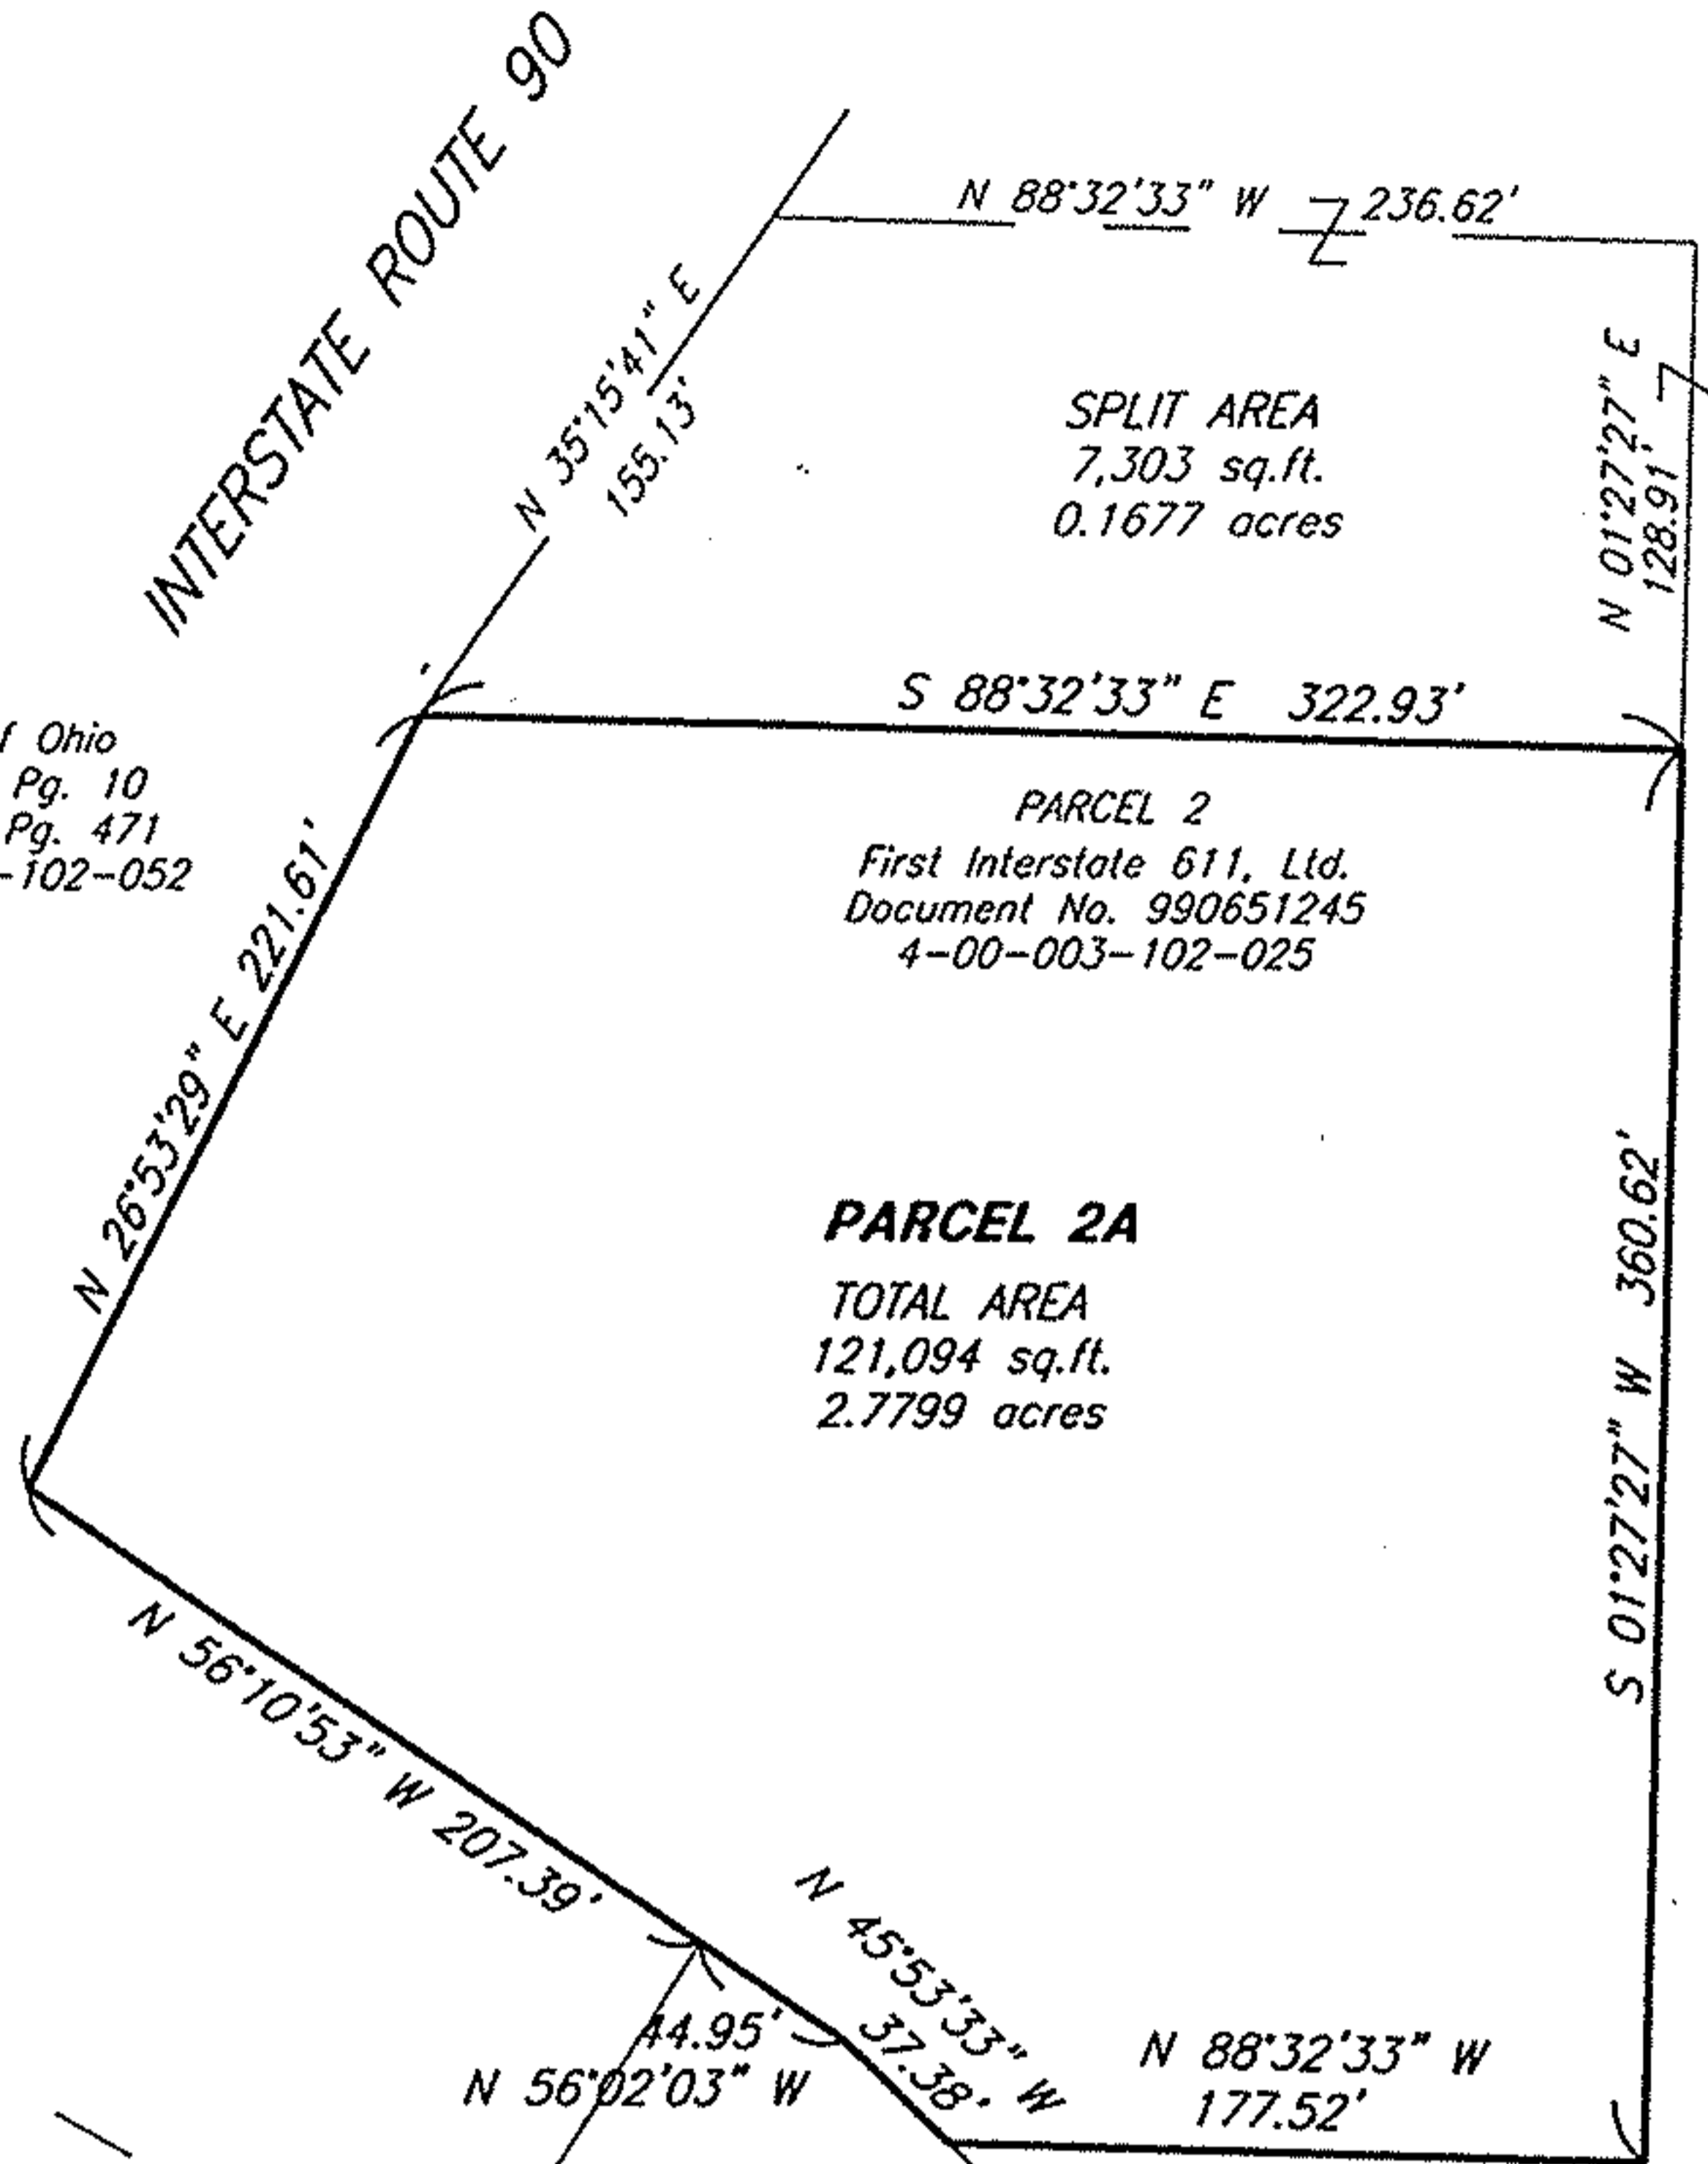 INTERSTATE ROUTE 90
N 88°32'33" W 236.62'
N 35°15'41" E
155.13'
SPLIT AREA
7,303 sq.ft.
0.1677 acres
N 01°27'27" E
128.91'
S 88°32'33" E 322.93'
Ohio
Pg. 10
Pg. 471
-102-052
PARCEL 2
First Interstate 611, Ltd.
Document No. 990651245
4-00-003-102-025
N 26°53'29" E 221.61'
PARCEL 2A
TOTAL AREA
121,094 sq.ft.
2.7799 acres
S 01°27'27" W 360.62'
N 56°10'53" W 207.39'
44.95'
N 56°02'03" W
N 45°53'33" W
37.38'
N 88°32'33" W
177.52'